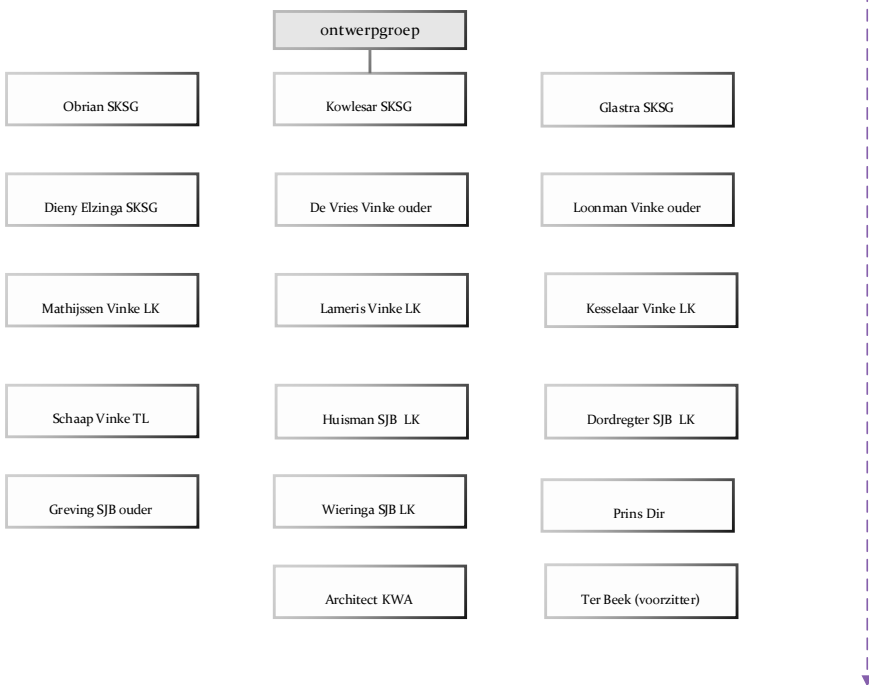 ontwerpgroep
Obrian SKSG
Kowlesar SKSG
Glastra SKSG
Dieny Elzinga SKSG
De Vries Vinke ouder
Loonman Vinke ouder
Mathijssen Vinke LK
Lameris Vinke LK
Kesselaar Vinke LK
Schaap Vinke TL
Huisman SJB LK
Dordregter SJB LK
Greving SJB ouder
Wieringa SJB LK
Prins Dir
Architect KWA
Ter Beek (voorzitter)